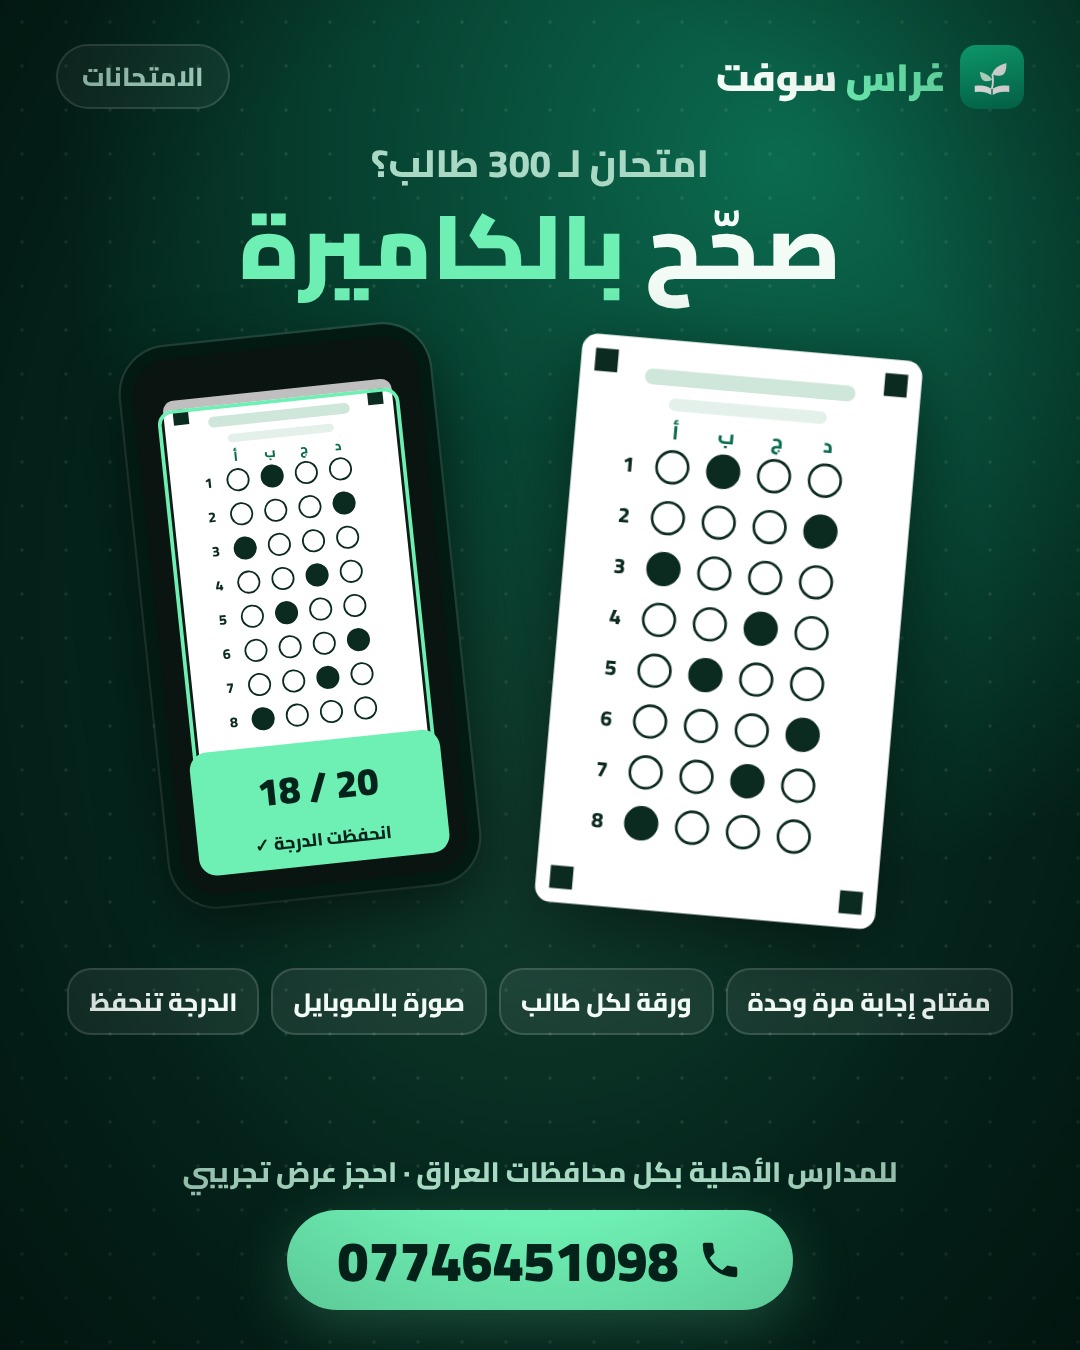 غراس سوفت
الامتحانات
امتحان لـ 300 طالب؟
صحّح بالكاميرة
أ ب ج د
1
2
3
4
5
6
7
8
18 / 20
انحفظت الدرجة ✓
أ ب ج د
1
2
3
4
5
6
7
8
مفتاح إجابة مرة وحدة
ورقة لكل طالب
صورة بالموبايل
الدرجة تنحفظ
للمدارس الأهلية بكل محافظات العراق · احجز عرض تجريبي
07746451098